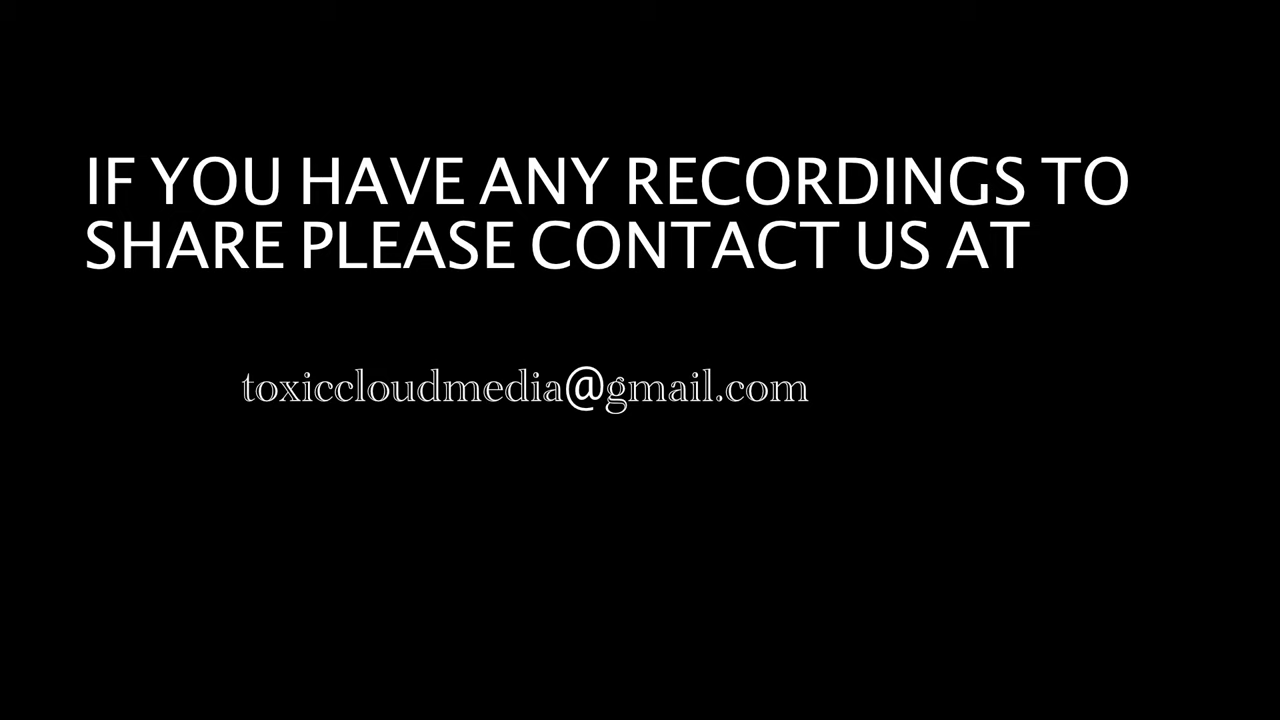 IF YOU HAVE ANY RECORDINGS TO
SHARE PLEASE CONTACT US AT
toxiccloudmedia@gmail.com